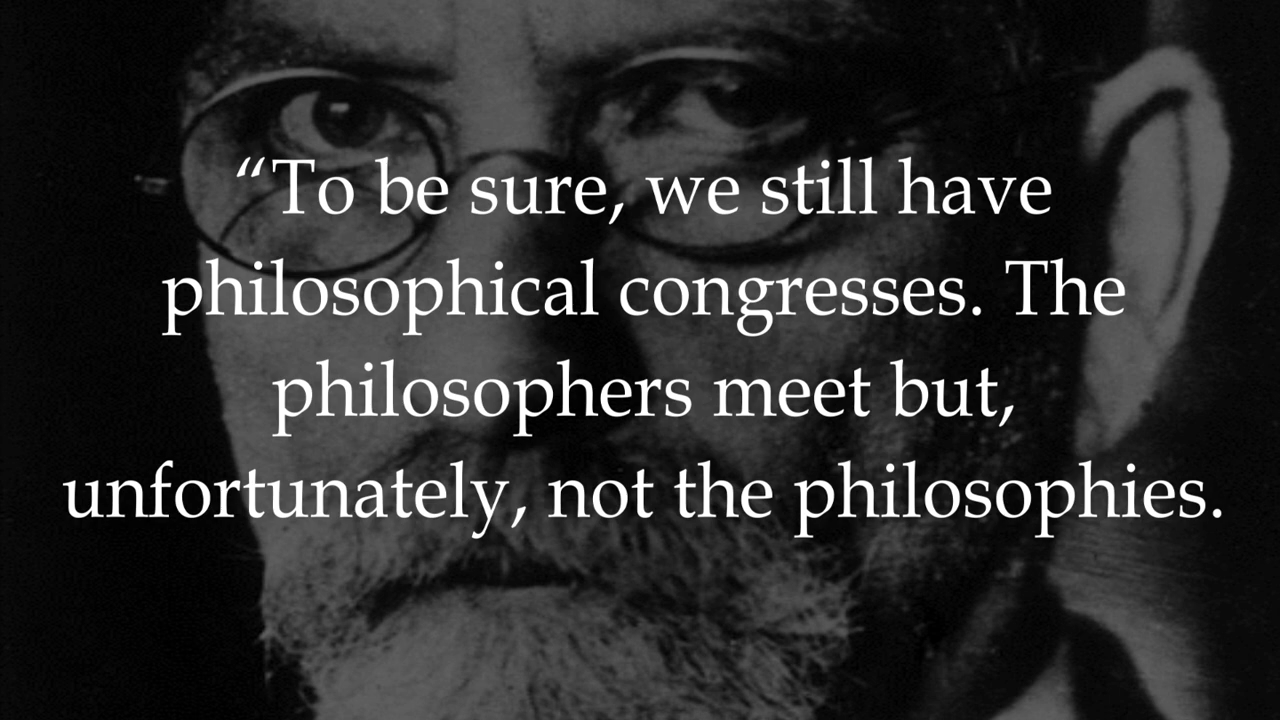 “To be sure, we still have
philosophical congresses. The
philosophers meet but,
unfortunately, not the philosophies.